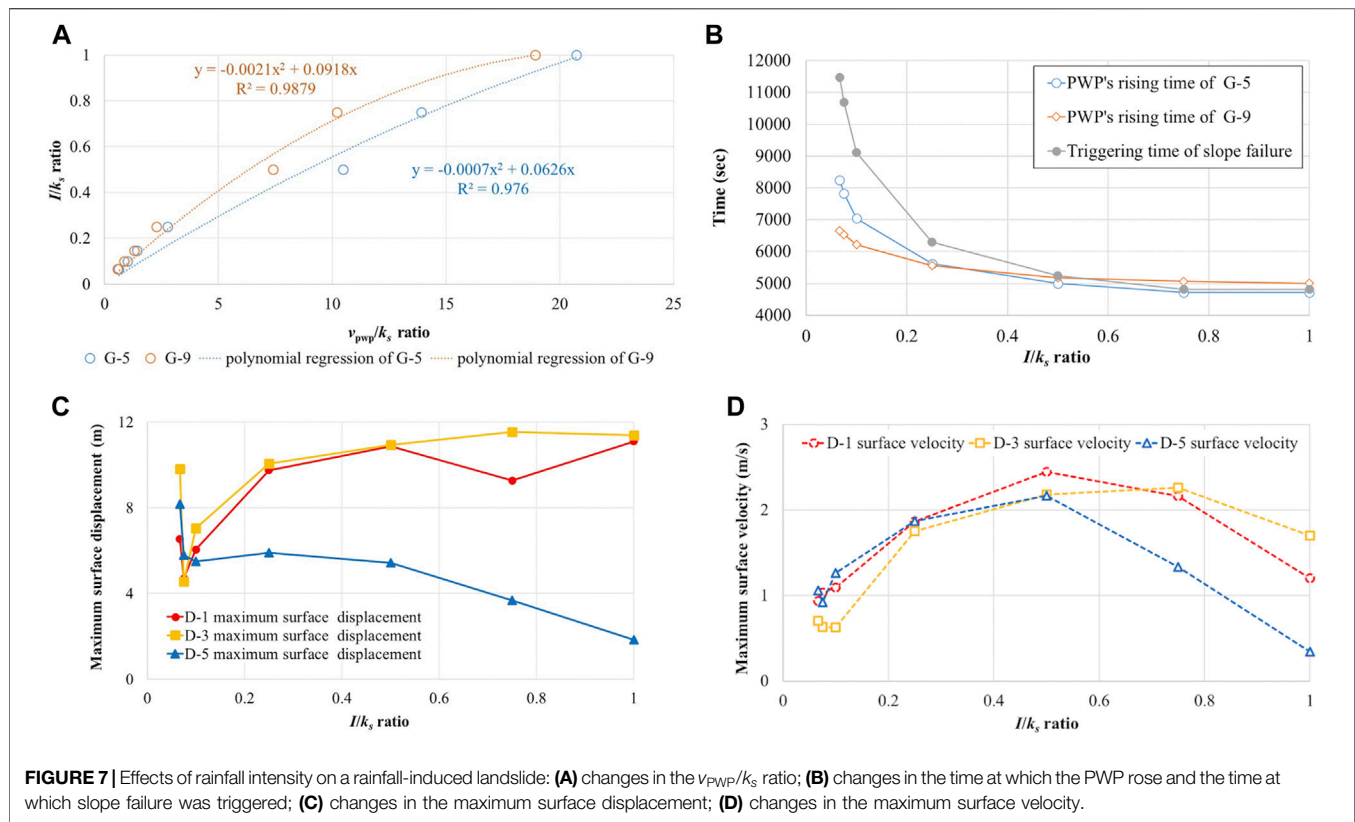 A
y = -0.0021x² + 0.0918x
R² = 0.9879
y = -0.0007x² + 0.0626x
R² = 0.976
I/ks ratio
1
0.8
0.6
0.4
0.2
0
0 5 10 15 20 25
vpwp/ks ratio
G-5 G-9 polynomial regression of G-5 polynomial regression of G-9
B
PWP's rising time of G-5
PWP's rising time of G-9
Triggering time of slope failure
Time (sec)
12000
11000
10000
9000
8000
7000
6000
5000
4000
0 0.2 0.4 0.6 0.8 1
I/ks ratio
C
Maximum surface displacement (m)
12
8
4
0
D-1 maximum surface displacement
D-3 maximum surface displacement
D-5 maximum surface displacement
0 0.2 0.4 0.6 0.8 1
I/ks ratio
D
D-1 surface velocity D-3 surface velocity D-5 surface velocity
Maximum surface velocity (m/s)
3
2
1
0
0 0.2 0.4 0.6 0.8 1
I/ks ratio
FIGURE 7 | Effects of rainfall intensity on a rainfall-induced landslide: (A) changes in the vPWP/ks ratio; (B) changes in the time at which the PWP rose and the time at
which slope failure was triggered; (C) changes in the maximum surface displacement; (D) changes in the maximum surface velocity.